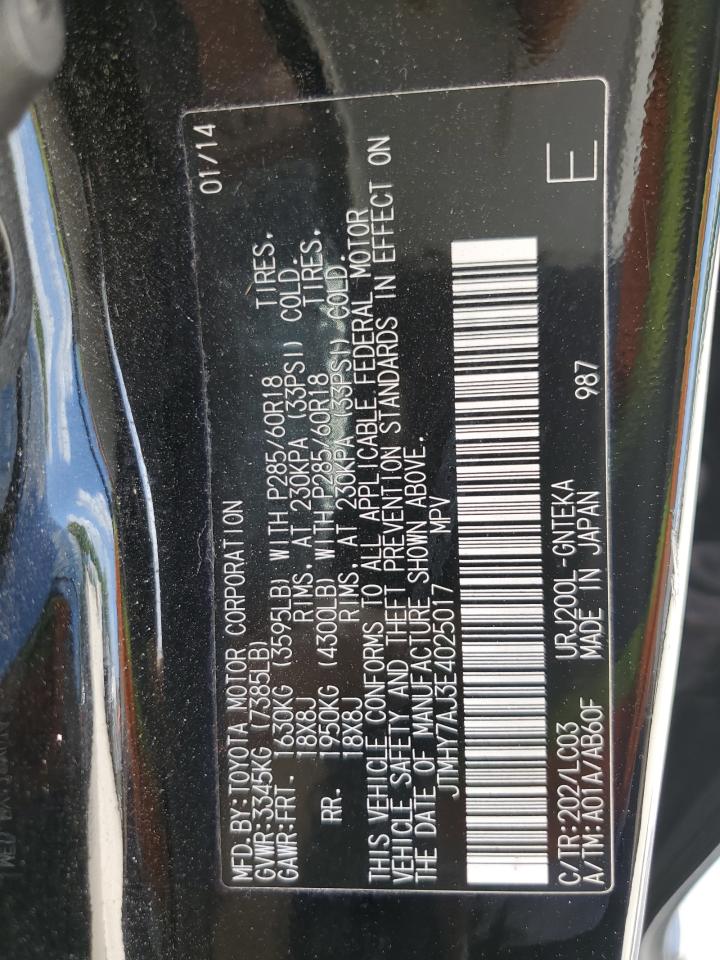 MFD. BY:TOYOTA MOTOR CORPORATION 01/14
GVWR:3345KG (7385LB)
GAWR:FRT. 1630KG (3595LB) WITH P285/60R18 TIRES.
18X8J RIMS. AT 230KPA (33PSI) COLD.
RR. 1950KG (4300LB) WITH P285/60R18 TIRES.
18X8J RIMS. AT 230KPA (33PSI) COLD.
THIS VEHICLE CONFORMS TO ALL APPLICABLE FEDERAL MOTOR
VEHICLE SAFETY AND THEFT PREVENTION STANDARDS IN EFFECT ON
THE DATE OF MANUFACTURE SHOWN ABOVE.
JTMHY7AJ3E4025017 MPV
C/TR:202/LC03 URJ200L-GNTEKA 987 E
A/TM:A01A/AB60F MADE IN JAPAN